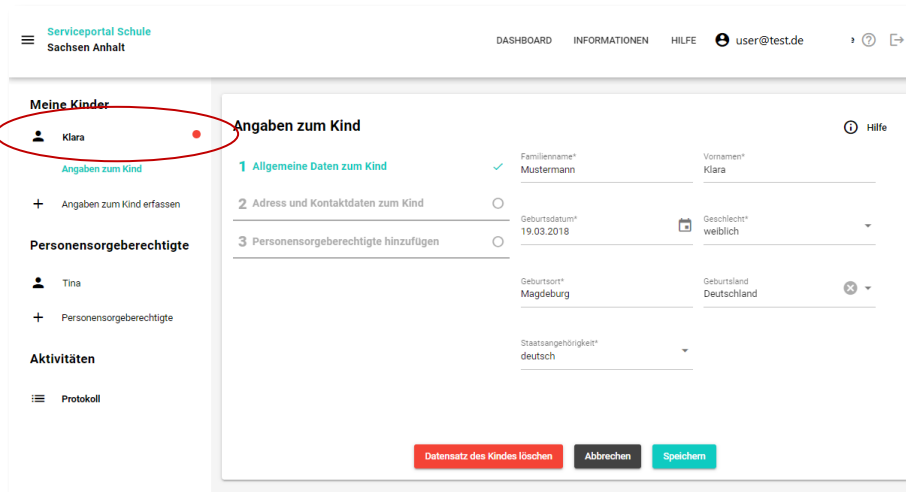 Serviceportal Schule
Sachsen Anhalt
DASHBOARD INFORMATIONEN HILFE user@test.de
Meine Kinder
Klara
Angaben zum Kind
+ Angaben zum Kind erfassen
Personensorgeberechtigte
Tina
+ Personensorgeberechtigte
Aktivitäten
Protokoll
Angaben zum Kind
Hilfe
1 Allgemeine Daten zum Kind
2 Adress und Kontaktdaten zum Kind
3 Personensorgeberechtigte hinzufügen
Familienname*
Mustermann
Vornamen*
Klara
Geburtsdatum*
19.03.2018
Geschlecht*
weiblich
Geburtsort*
Magdeburg
Geburtsland
Deutschland
Staatsangehörigkeit*
deutsch
Datensatz des Kindes löschen Abbrechen Speichern